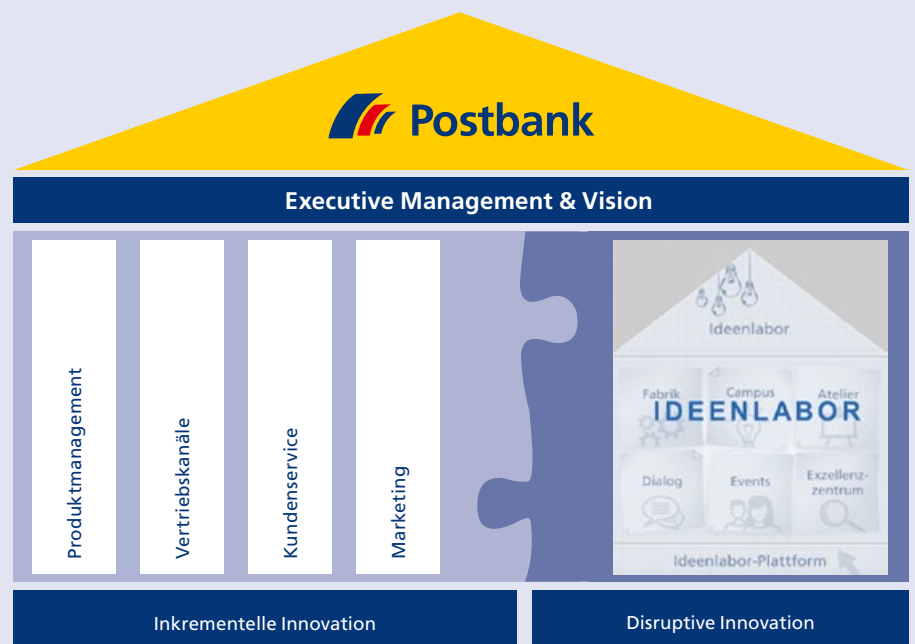 Postbank
Executive Management & Vision
Produktmanagement
Vertriebskanäle
Kundenservice
Marketing
Ideenlabor
Fabrik
Campus
Atelier
IDEENLABOR
Dialog
Events
Exzellenz-
zentrum
Ideenlabor-Plattform
Inkrementelle Innovation
Disruptive Innovation